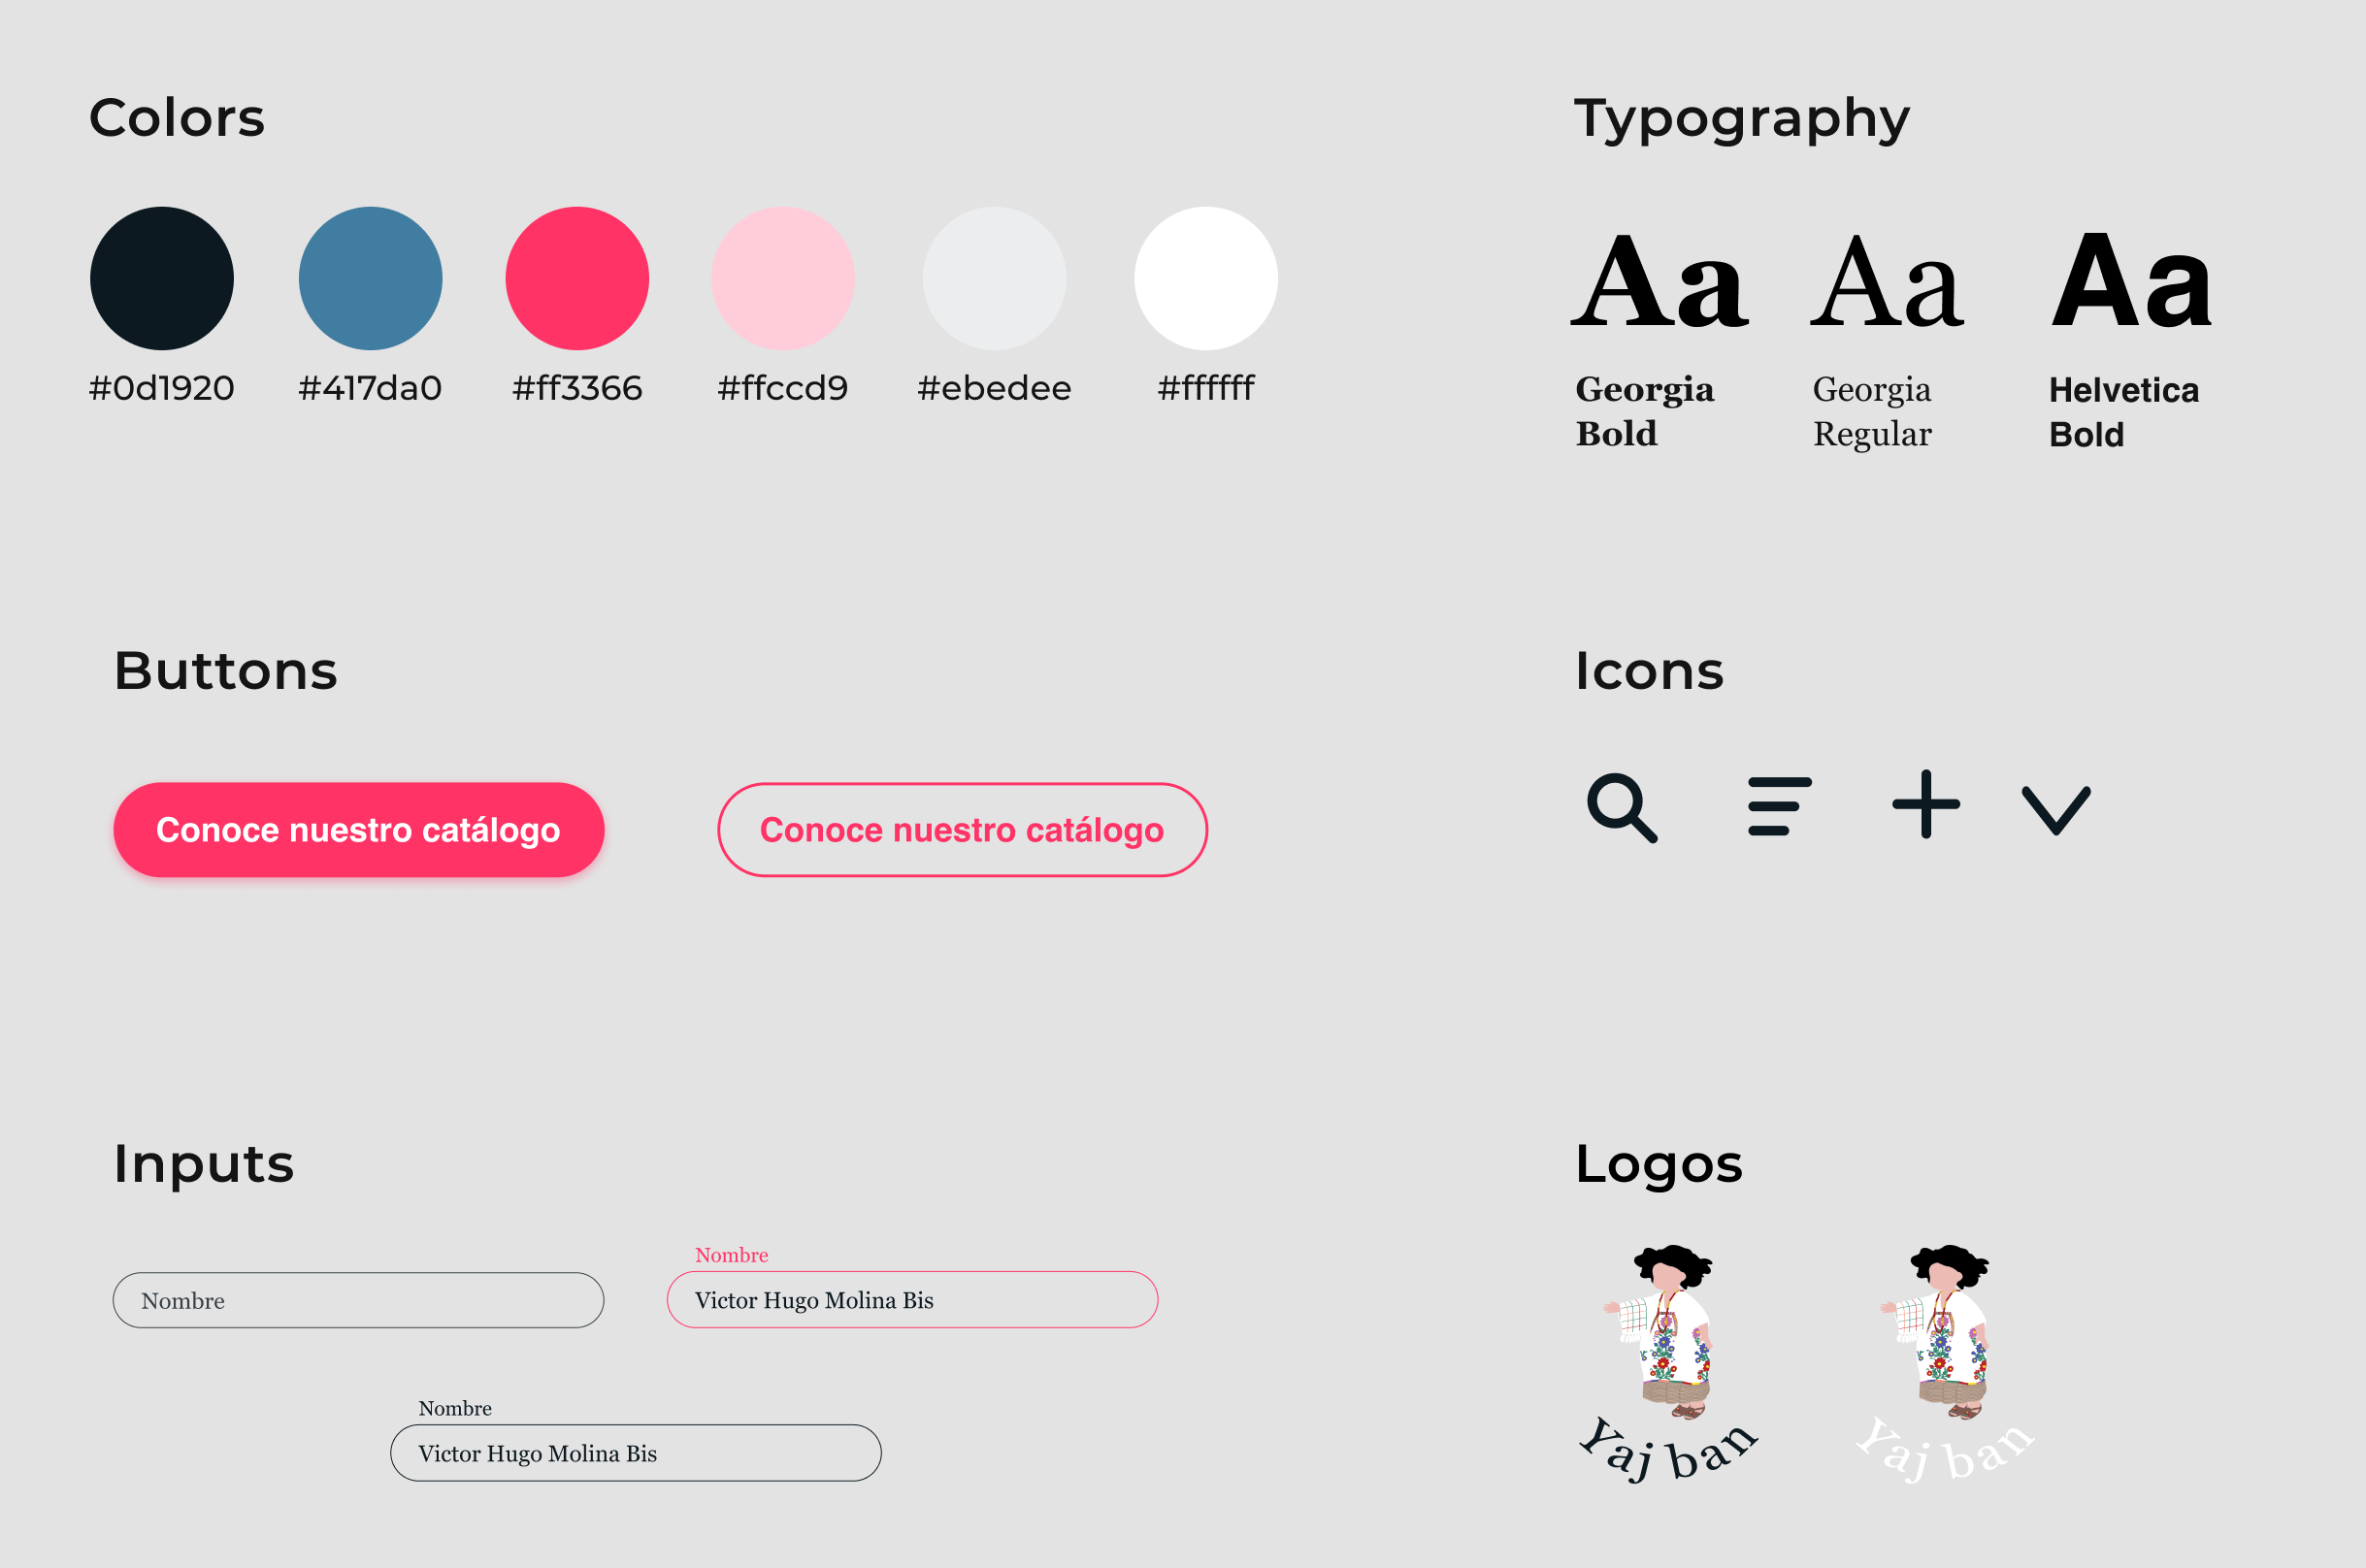 Colors
#0d1920
#417da0
#ff3366
#ffccd9
#ebedee
#ffffff
Typography
Aa
Aa
Aa
Georgia
Bold
Georgia
Regular
Helvetica
Bold
Buttons
Conoce nuestro catálogo
Conoce nuestro catálogo
Icons
Inputs
Nombre
Nombre
Victor Hugo Molina Bis
Nombre
Victor Hugo Molina Bis
Logos
Yaj ban
Yaj ban